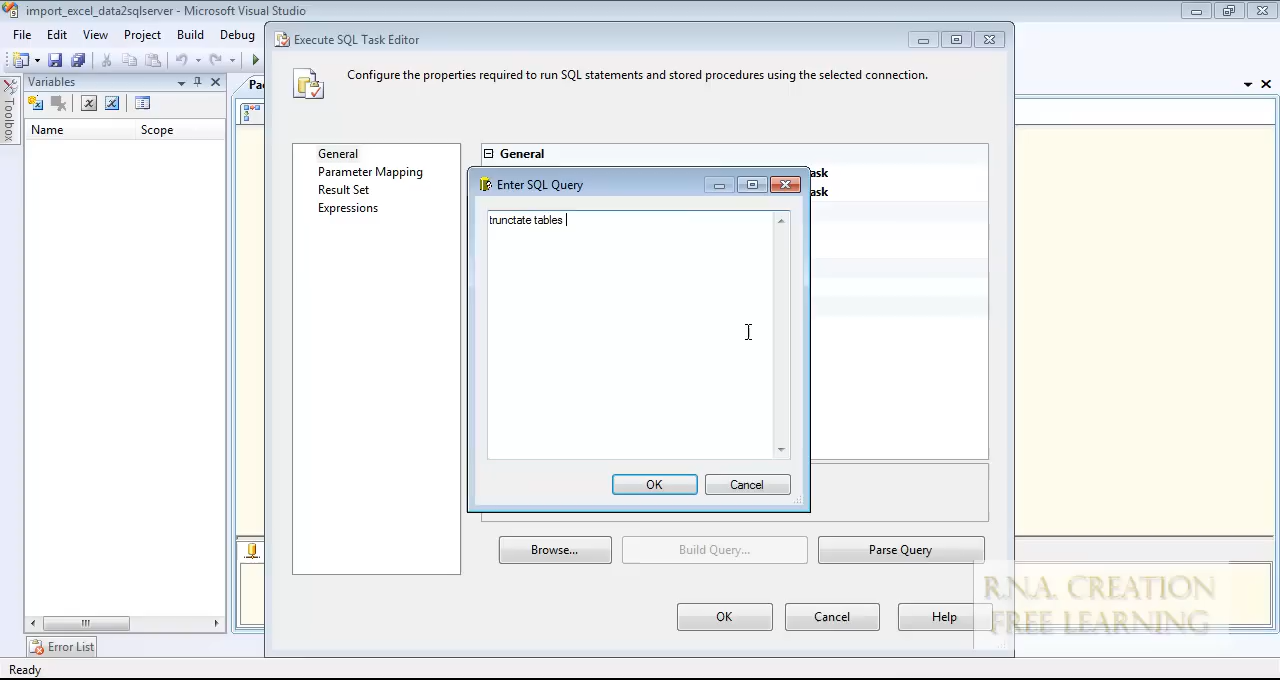 import_excel_data2sqlserver - Microsoft Visual Studio
File Edit View Project Build Debug
Execute SQL Task Editor
Variables
Configure the properties required to run SQL statements and stored procedures using the selected connection.
Toolbox
Name Scope
General
Parameter Mapping
Result Set
Expressions
General
Enter SQL Query
trunctate tables
OK Cancel
Browse... Build Query... Parse Query
OK Cancel Help
R.N.A. CREATION
FREE LEARNING
Error List
Ready